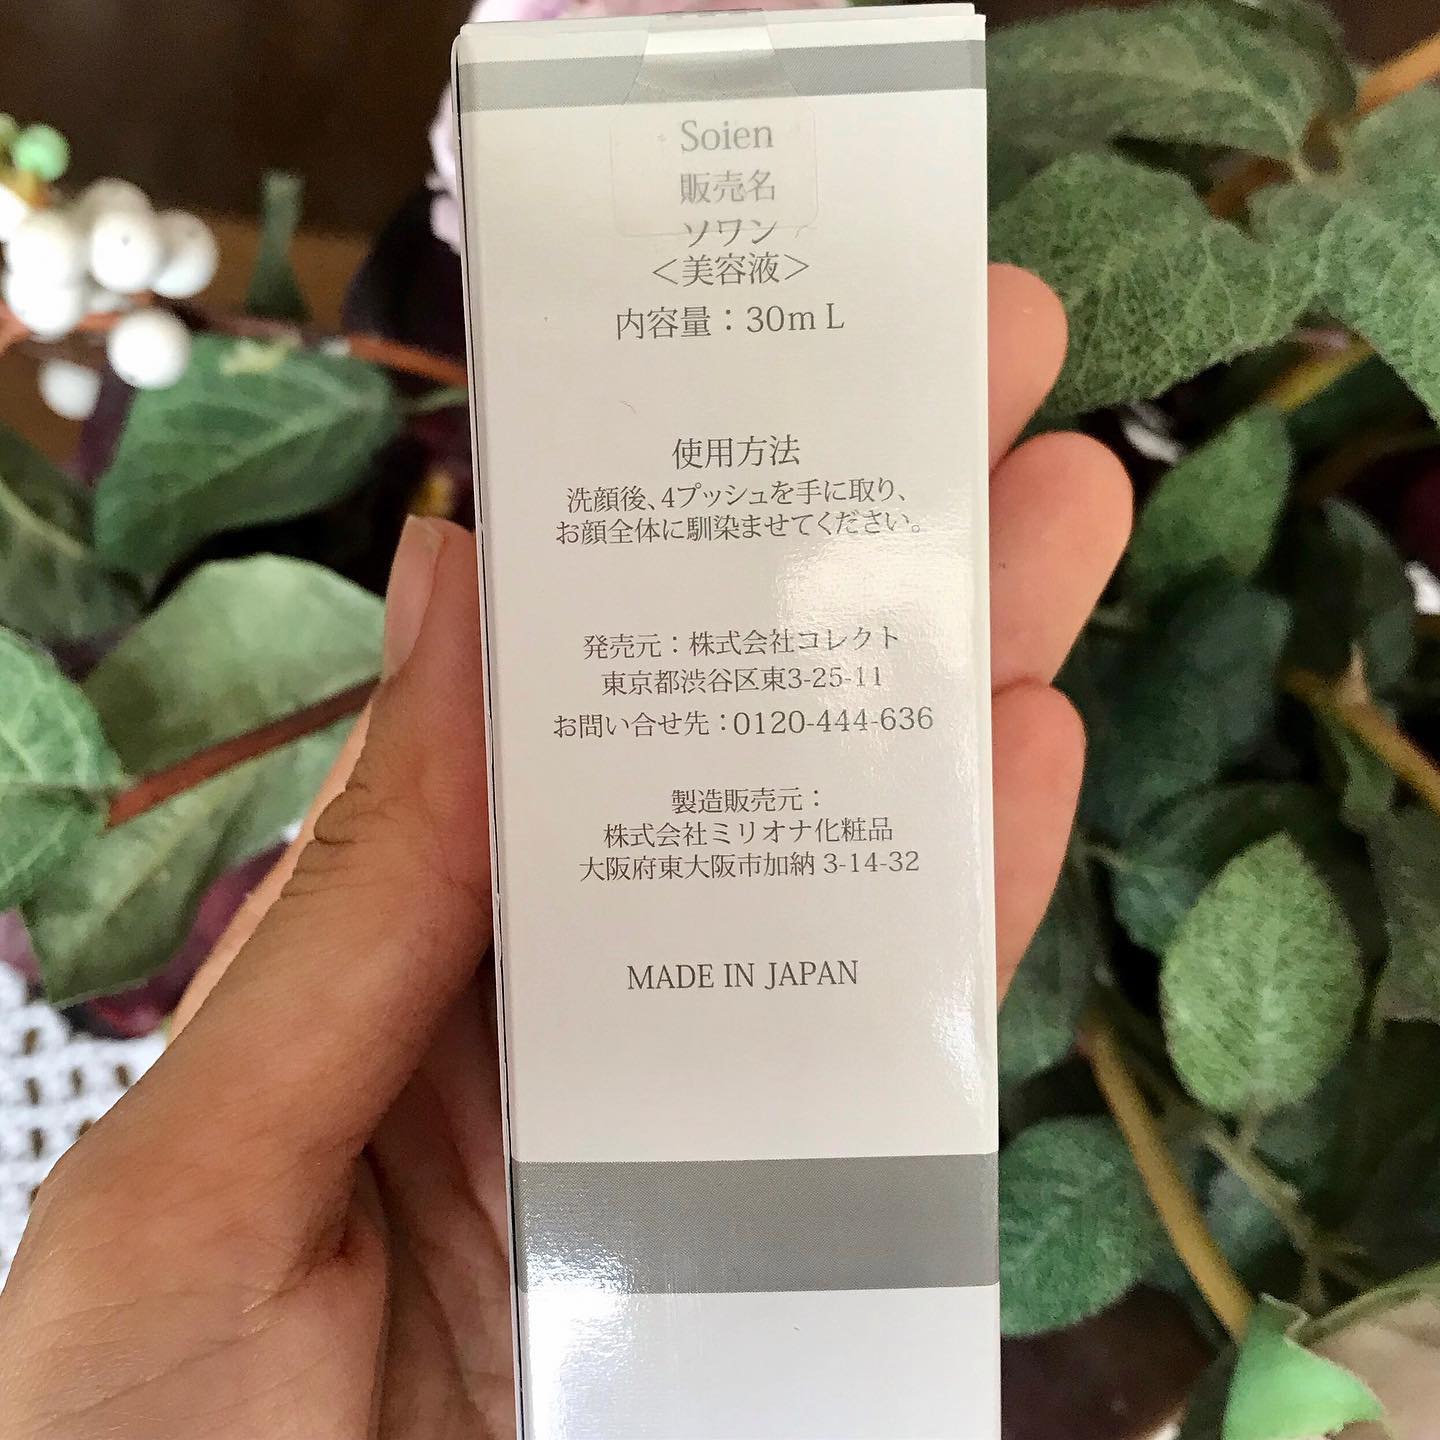 Soien
販売名
ソワン
＜美容液＞
内容量：30mL
使用方法
洗顔後、4プッシュを手に取り、
お顔全体に馴染ませてください。
発売元：株式会社コレクト
東京都渋谷区東3-25-11
お問い合せ先：0120-444-636
製造販売元：
株式会社ミリオナ化粧品
大阪府東大阪市加納 3-14-32
MADE IN JAPAN